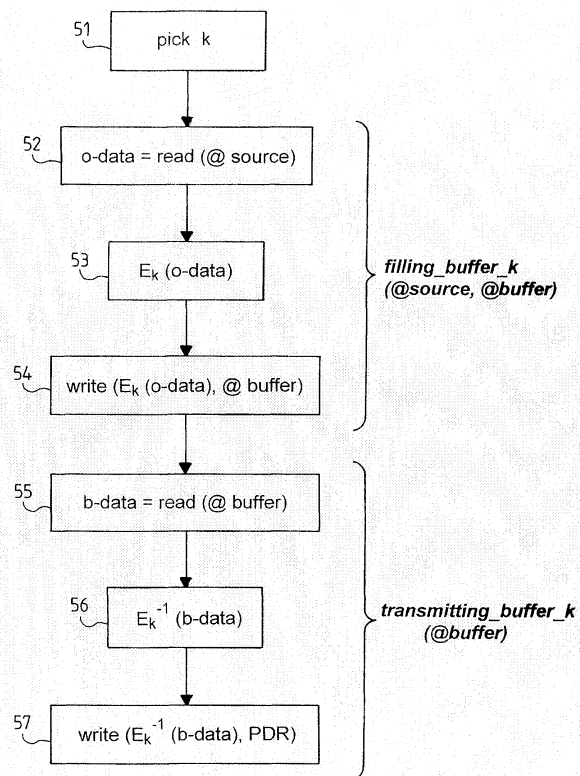 51
pick k
52
o-data = read (@ source)
53
Eₖ (o-data)
filling_buffer_k
(@source, @buffer)
54
write (Eₖ (o-data), @ buffer)
55
b-data = read (@ buffer)
56
Eₖ⁻¹ (b-data)
transmitting_buffer_k
(@buffer)
57
write (Eₖ⁻¹ (b-data), PDR)